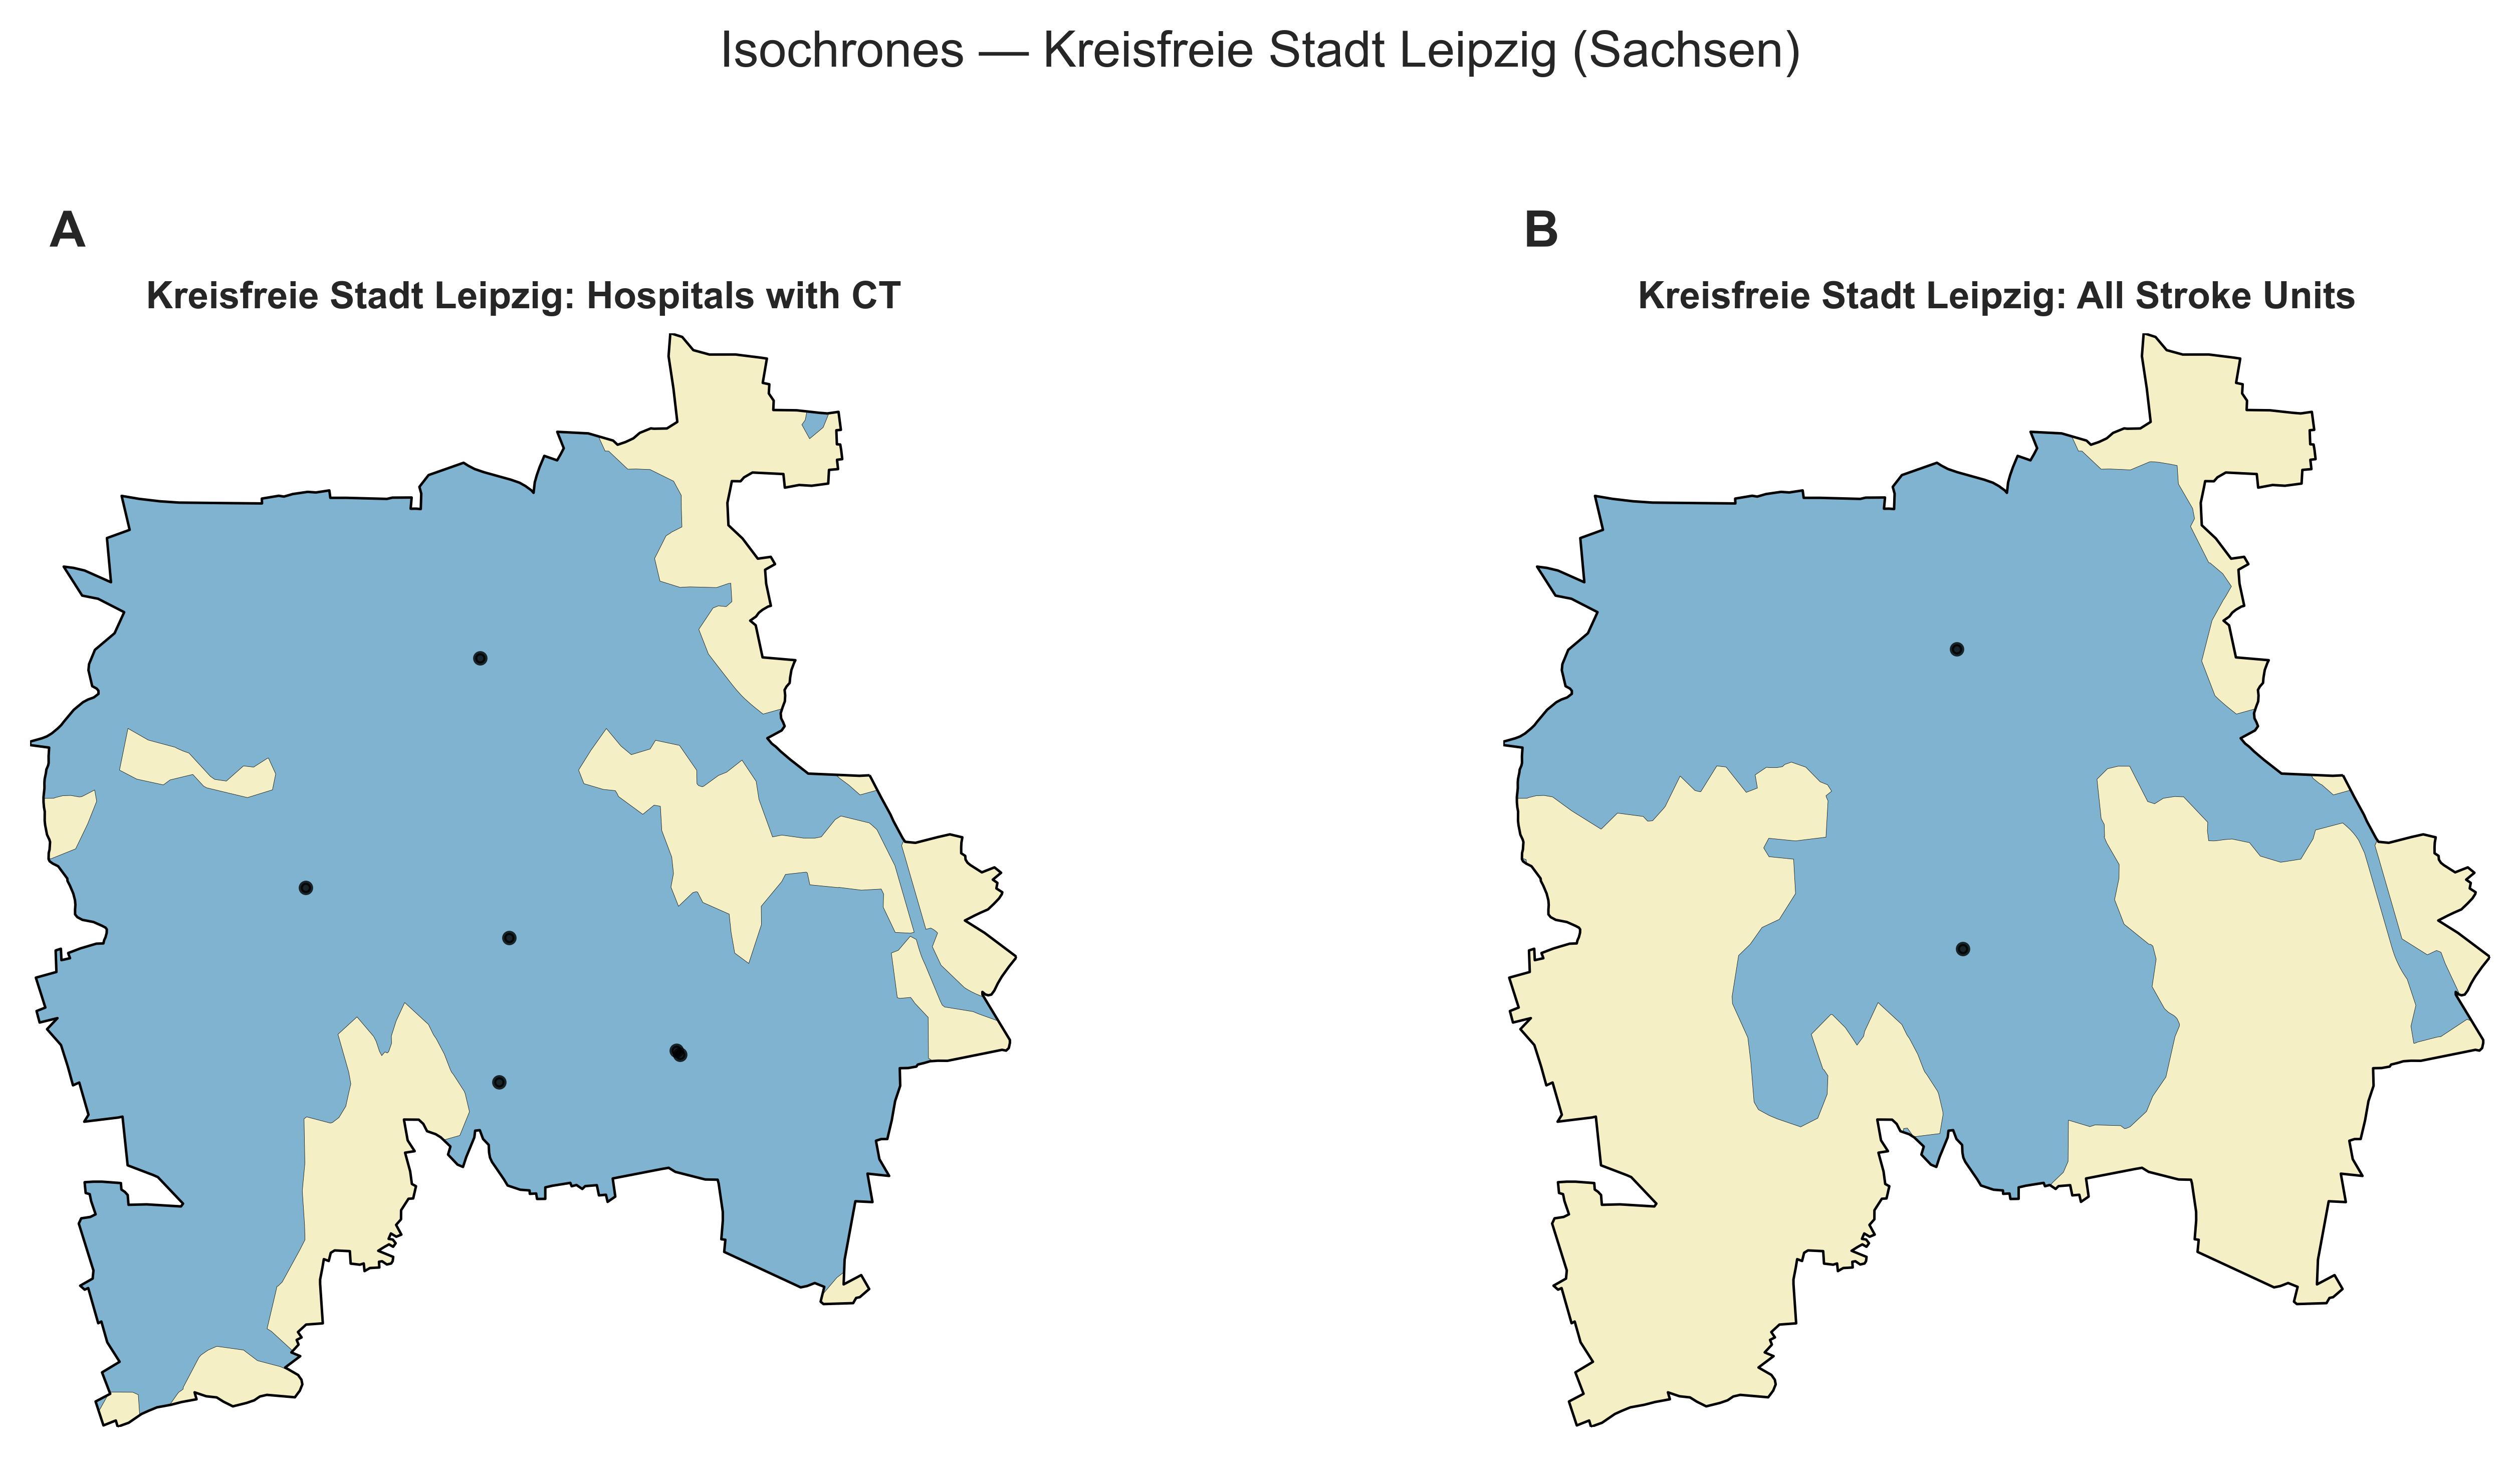 Isochrones — Kreisfreie Stadt Leipzig (Sachsen)
A
Kreisfreie Stadt Leipzig: Hospitals with CT
B
Kreisfreie Stadt Leipzig: All Stroke Units